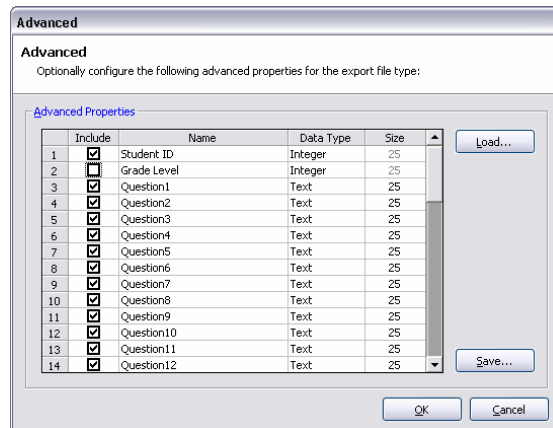 Advanced
Advanced
Optionally configure the following advanced properties for the export file type:
Advanced Properties
Include Name Data Type Size
Load...
1 Student ID Integer 25
2 Grade Level Integer 25
3 Question1 Text 25
4 Question2 Text 25
5 Question3 Text 25
6 Question4 Text 25
7 Question5 Text 25
8 Question6 Text 25
9 Question7 Text 25
10 Question8 Text 25
11 Question9 Text 25
12 Question10 Text 25
13 Question11 Text 25
14 Question12 Text 25
Save...
OK Cancel